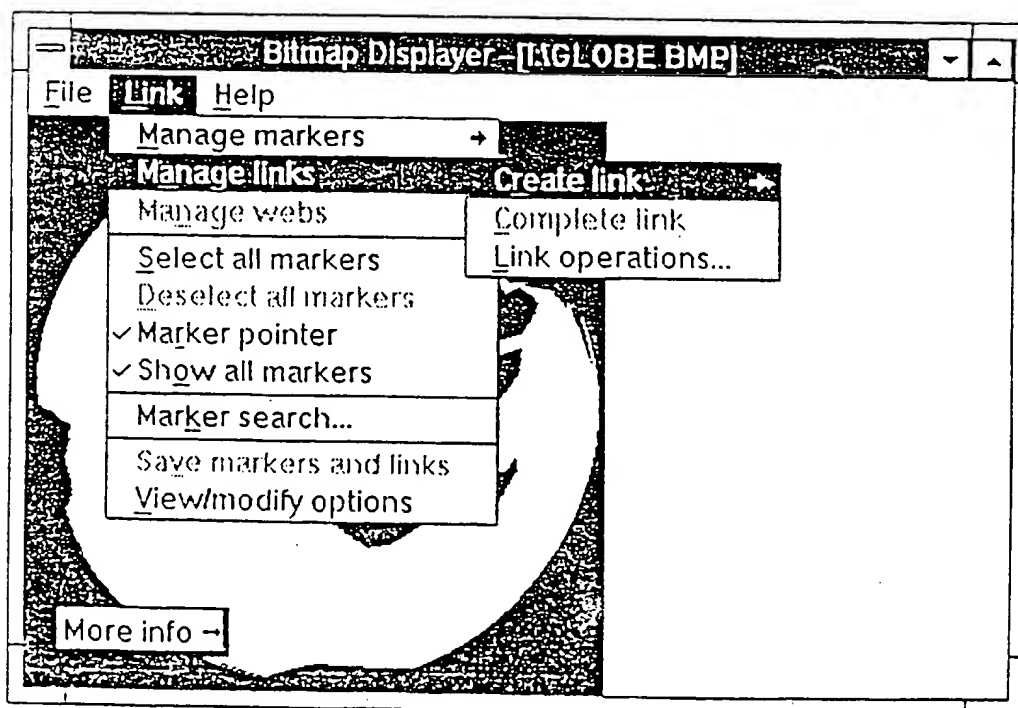 Bitmap Displayer-[I:\GLOBE.BMP]
File Link Help
Manage markers →
Manage links
Create link →
Manage webs
Complete link
Select all markers
Link operations...
Deselect all markers
✓ Marker pointer
✓ Show all markers
Marker search...
Save markers and links
View/modify options
More info →